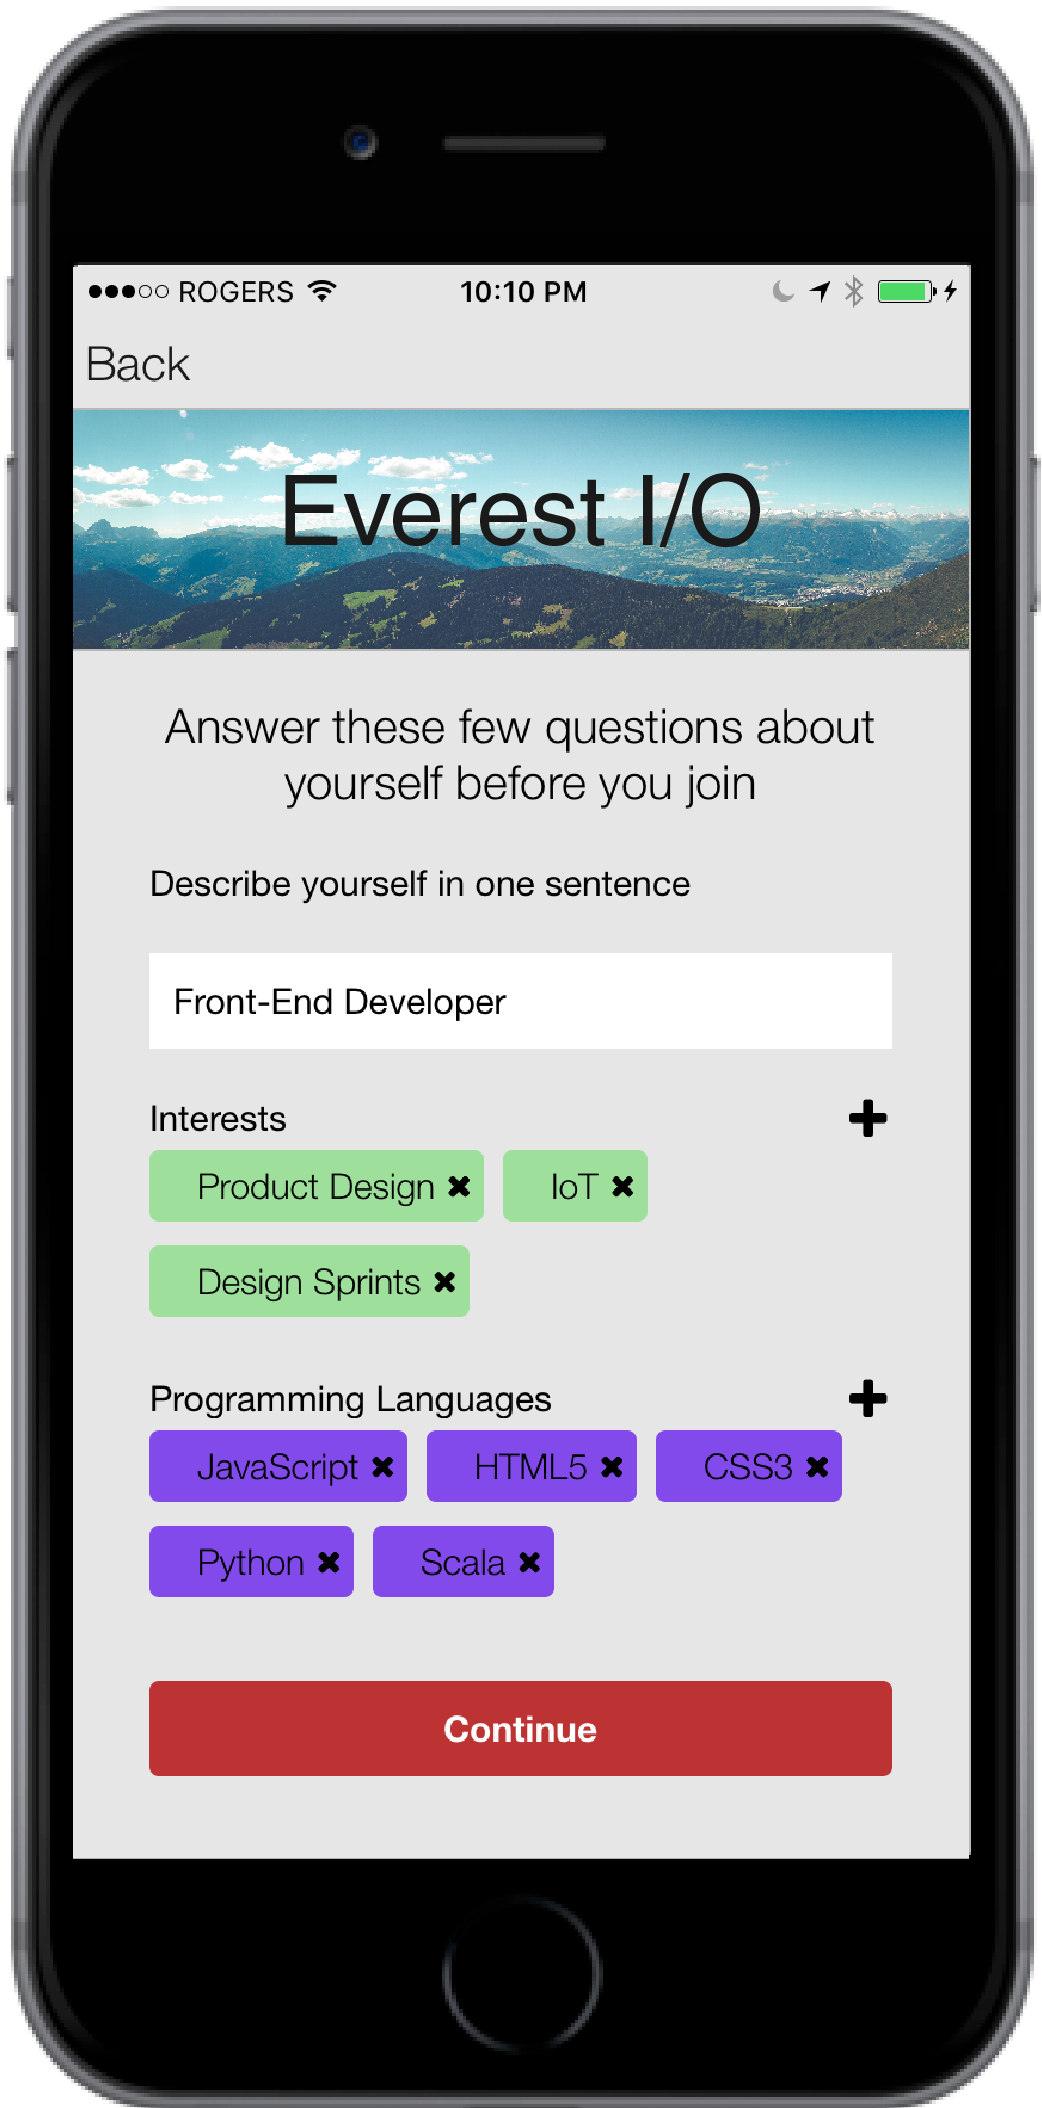 ROGERS 10:10 PM
Back
Everest I/O
Answer these few questions about
yourself before you join
Describe yourself in one sentence
Front-End Developer
Interests
Product Design IoT
Design Sprints
Programming Languages
JavaScript HTML5 CSS3
Python Scala
Continue